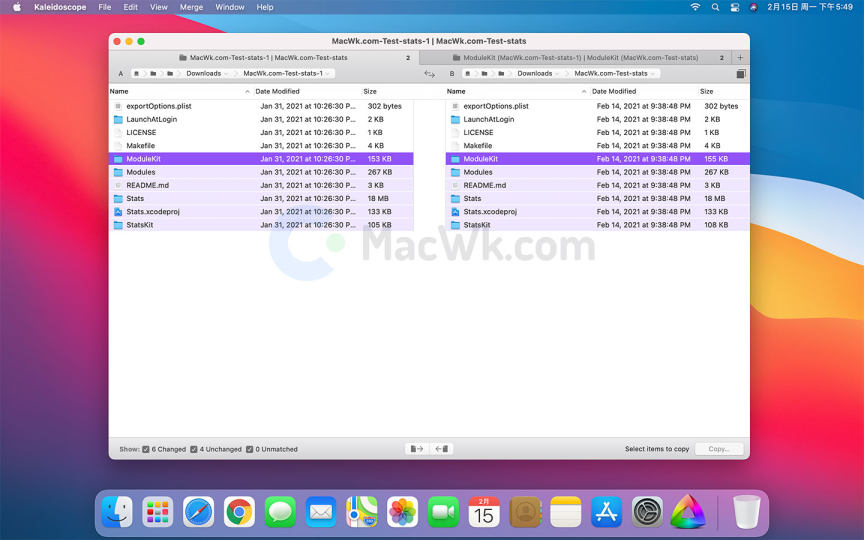 Kaleidoscope File Edit View Merge Window Help 2月15日 周一 下午5:49
MacWk.com-Test-stats-1 | MacWk.com-Test-stats
MacWk.com-Test-stats-1 | MacWk.com-Test-stats 2 ModuleKit (MacWk.com-Test-stats-1) | ModuleKit (MacWk.com-Test-stats) 2 +
A Downloads MacWk.com-Test-stats-1 B Downloads MacWk.com-Test-stats
Name Date Modified Size Name Date Modified Size
exportOptions.plist Jan 31, 2021 at 10:26:30 P... 302 bytes exportOptions.plist Feb 14, 2021 at 9:38:48 PM 302 bytes
LaunchAtLogin Jan 31, 2021 at 10:26:30 P... 2 KB LaunchAtLogin Feb 14, 2021 at 9:38:48 PM 2 KB
LICENSE Jan 31, 2021 at 10:26:30 P... 1 KB LICENSE Feb 14, 2021 at 9:38:48 PM 1 KB
Makefile Jan 31, 2021 at 10:26:30 P... 4 KB Makefile Feb 14, 2021 at 9:38:48 PM 4 KB
ModuleKit Jan 31, 2021 at 10:26:30 P... 153 KB ModuleKit Feb 14, 2021 at 9:38:48 PM 155 KB
Modules Jan 31, 2021 at 10:26:30 P... 267 KB Modules Feb 14, 2021 at 9:38:48 PM 267 KB
README.md Jan 31, 2021 at 10:26:30 P... 3 KB README.md Feb 14, 2021 at 9:38:48 PM 3 KB
Stats Jan 31, 2021 at 10:26:30 P... 18 MB Stats Feb 14, 2021 at 9:38:48 PM 18 MB
Stats.xcodeproj Jan 31, 2021 at 10:26:30 P... 133 KB Stats.xcodeproj Feb 14, 2021 at 9:38:48 PM 133 KB
StatsKit Jan 31, 2021 at 10:26:30 P... 105 KB StatsKit Feb 14, 2021 at 9:38:48 PM 108 KB
MacWk.com
Show: 6 Changed 4 Unchanged 0 Unmatched Select items to copy Copy...
2月
15